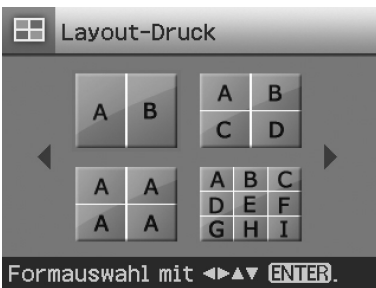 Layout-Druck
A B
A B
C D
A A
A A
A B C
D E F
G H I
Formauswahl mit ◄►▲▼ ENTER.